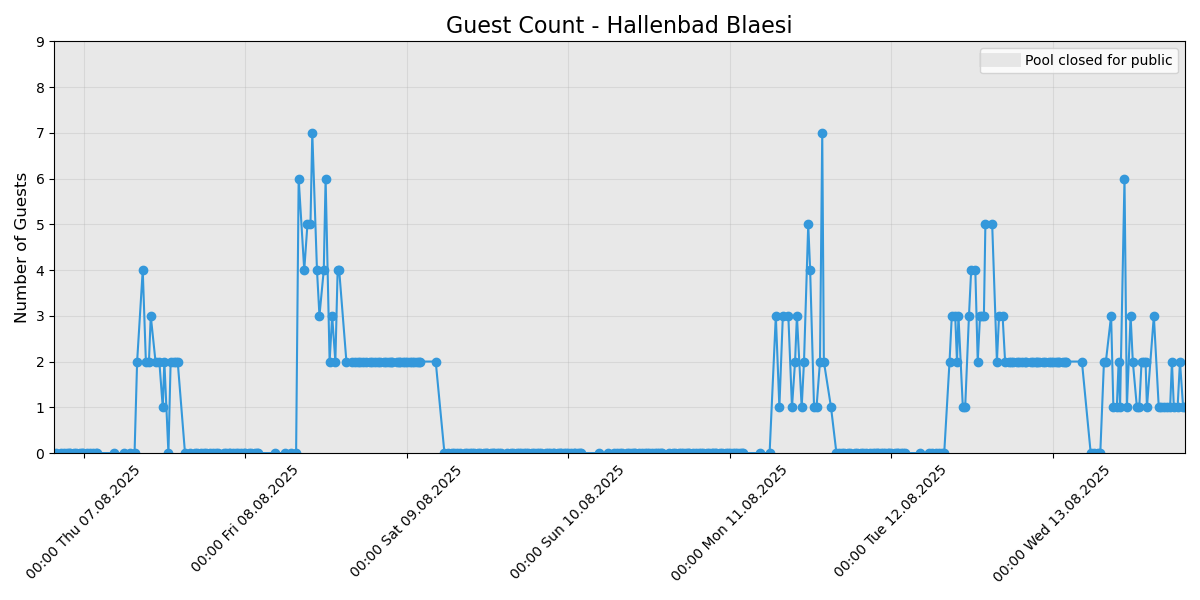 Guest Count - Hallenbad Blaesi
Pool closed for public
Number of Guests
9
8
7
6
5
4
3
2
1
0
00:00 Thu 07.08.2025
00:00 Fri 08.08.2025
00:00 Sat 09.08.2025
00:00 Sun 10.08.2025
00:00 Mon 11.08.2025
00:00 Tue 12.08.2025
00:00 Wed 13.08.2025